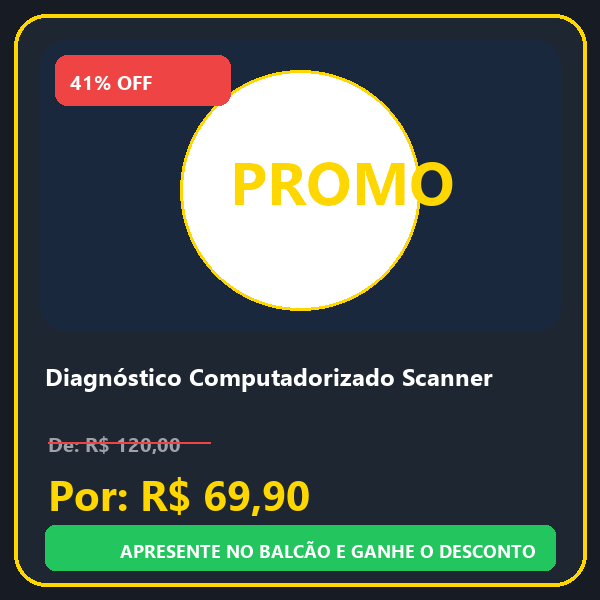 41% OFF
PROMO
Diagnóstico Computadorizado Scanner
De: R$ 120,00
Por: R$ 69,90
APRESENTE NO BALCÃO E GANHE O DESCONTO